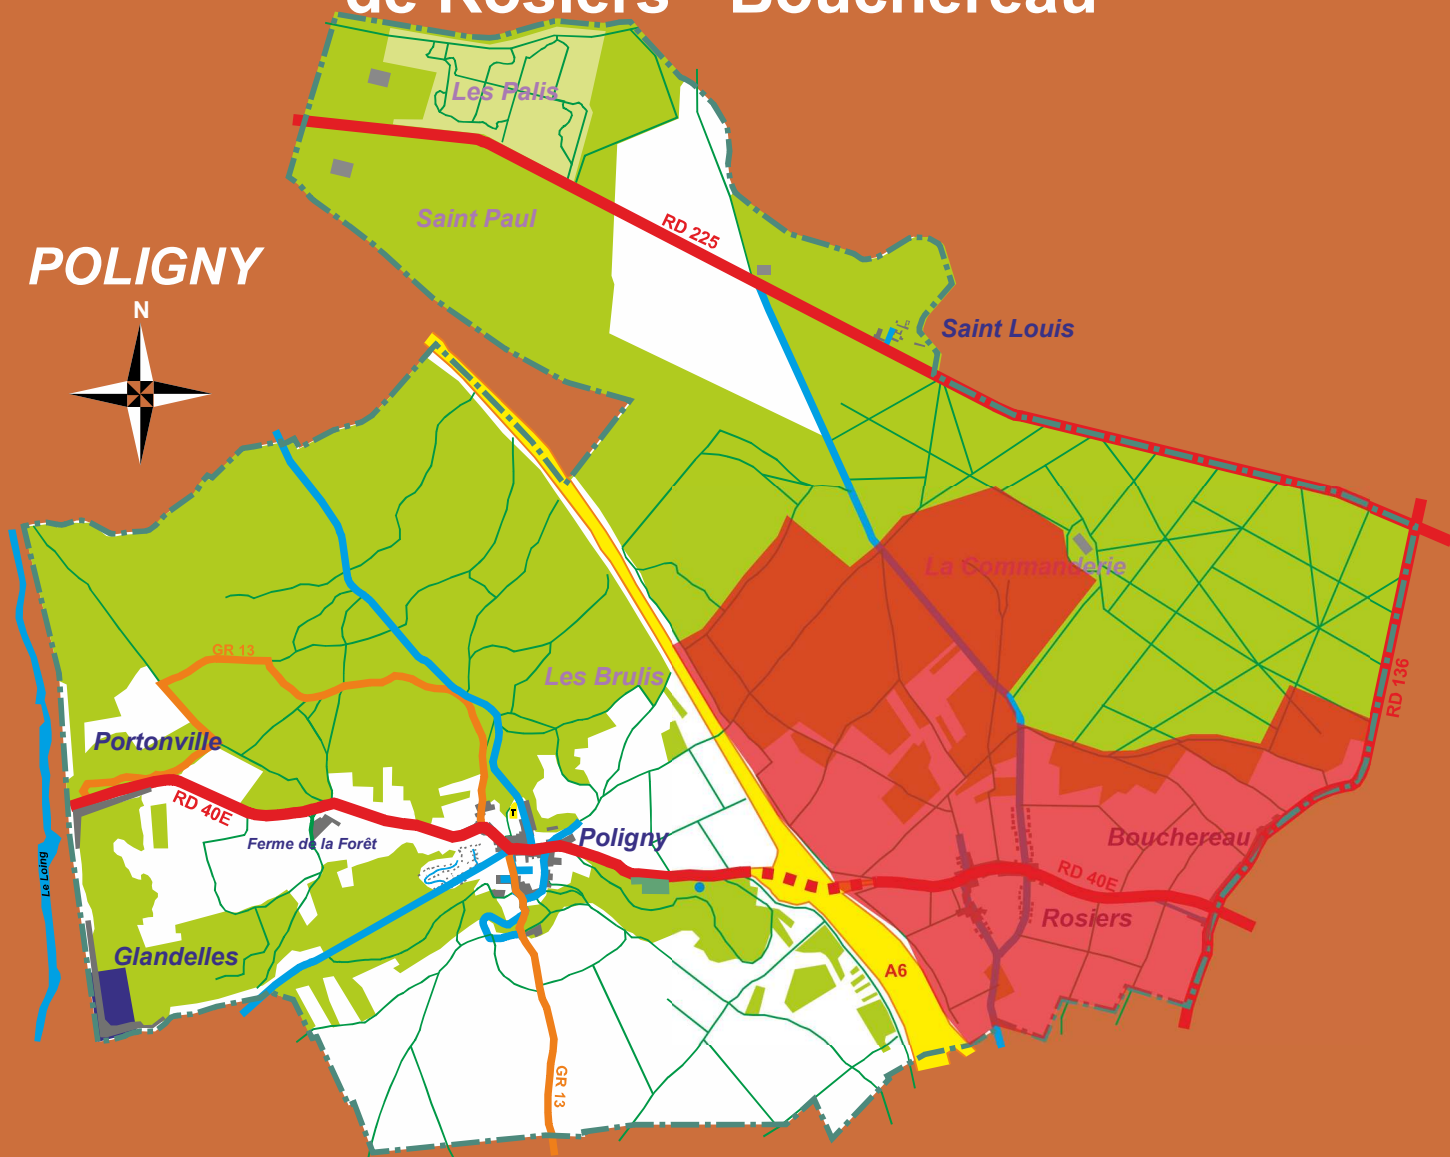 de Rosiers - Bouchereau
Les Palis
Saint Paul
RD 225
POLIGNY
N
Saint Louis
La Commanderie
GR 13
Les Brulis
RD 136
Portonville
RD 40E
Ferme de la Forêt
T
Poligny
Bouchereau
RD 40E
Le Loing
Rosiers
Glandelles
A6
GR 13